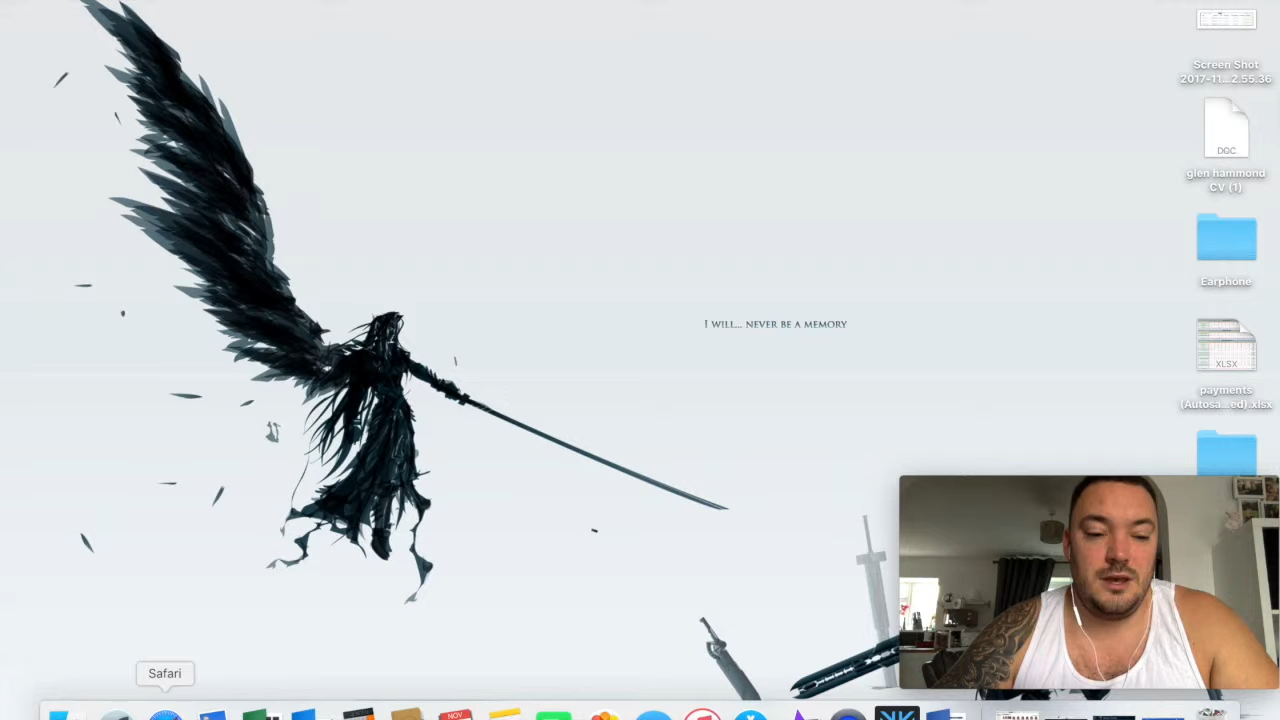 Screen Shot
2017-11...2.55.36
DOC
glen hammond
CV (1)
Earphone
I WILL... NEVER BE A MEMORY
XLSX
payments
(Autosa...ed).xlsx
Safari
NOV